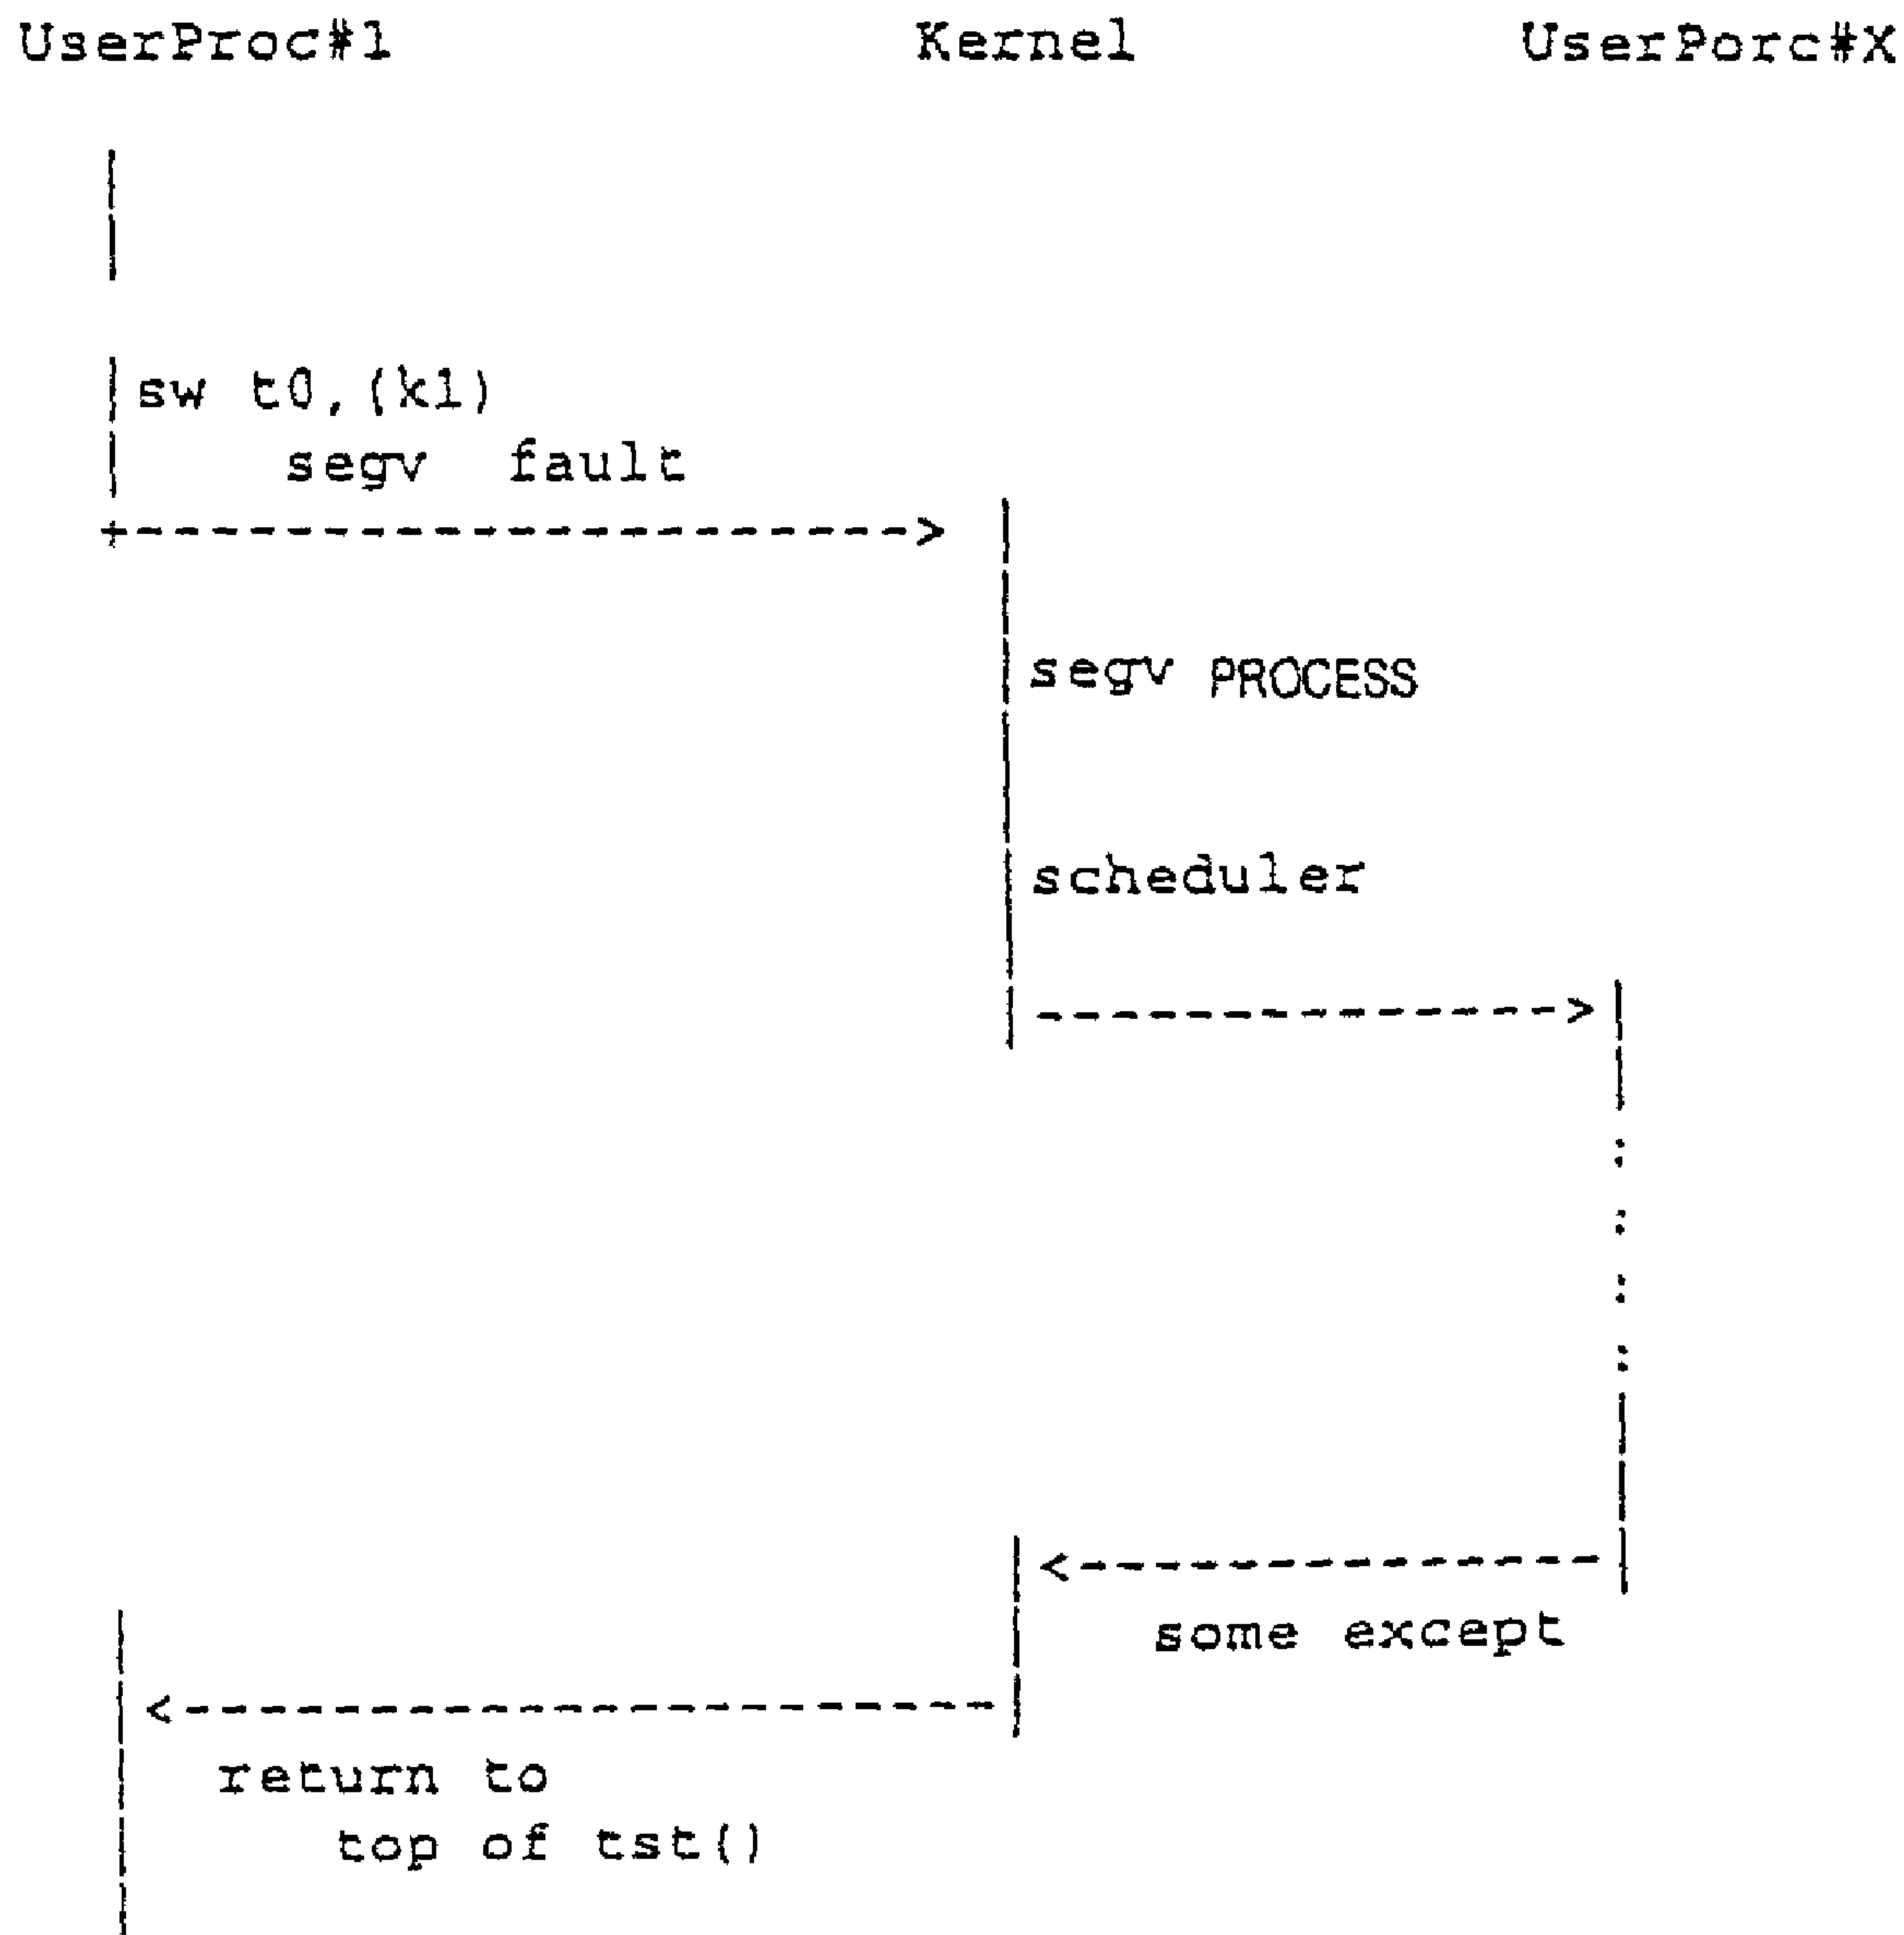 UserProc#1 Kernel UserPorc#X
sw t0,(k1)
segv fault
segv PROCESS
scheduler
some except
return to
top of tst()